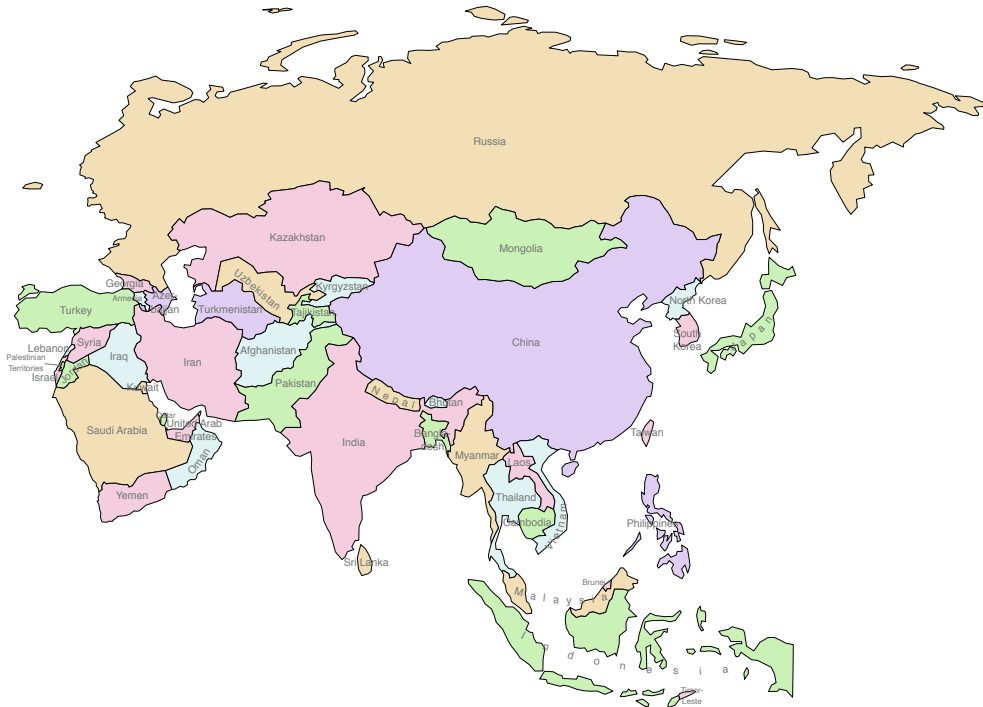 Russia
Kazakhstan
Mongolia
Uzbekistan
Georgia
Kyrgyzstan
Azer-
baijan
Armenia
Turkey
Turkmenistan
Tajikistan
North Korea
South
Korea
Japan
China
Lebanon
Syria
Iraq
Iran
Afghanistan
Palestinian
Territories
Israel
Jordan
Kuwait
Pakistan
Nepal
Bhutan
Qatar
United Arab
Emirates
Saudi Arabia
Oman
India
Bangla-
desh
Taiwan
Myanmar
Laos
Yemen
Thailand
Cambodia
Vietnam
Philippines
Sri Lanka
Brunei
Malaysia
Indonesia
Timor-
Leste